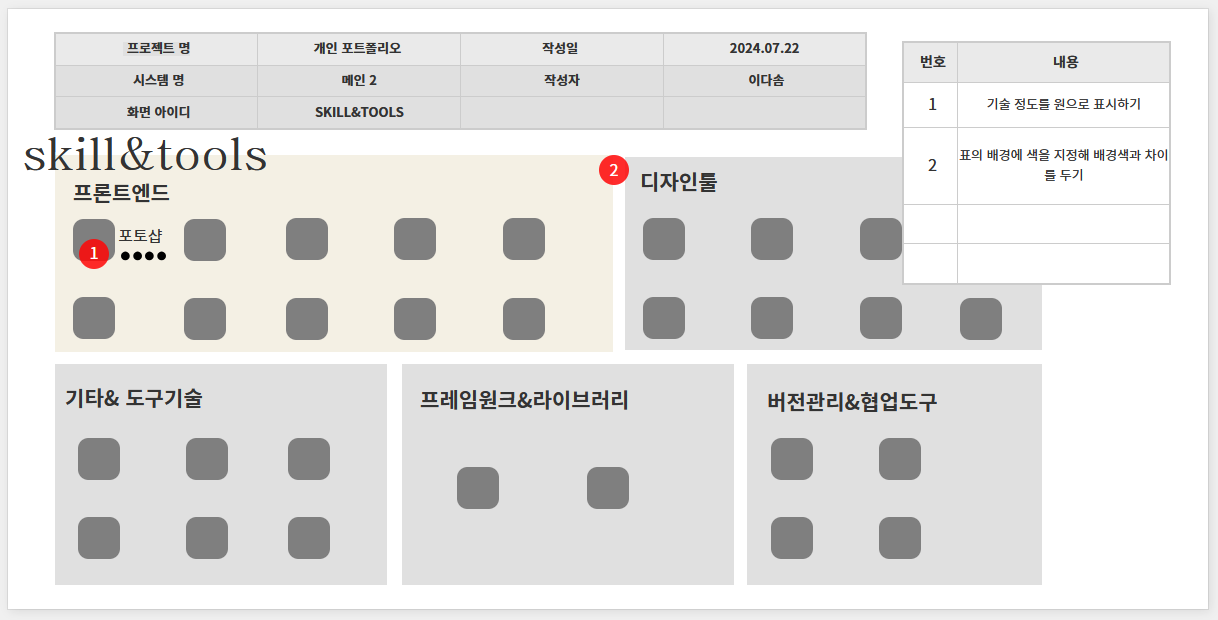 프로젝트 명 개인 포트폴리오 작성일 2024.07.22
시스템 명 메인 2 작성자 이다솜
화면 아이디 SKILL&TOOLS
번호 내용
1 기술 정도를 원으로 표시하기
2 표의 배경에 색을 지정해 배경색과 차이
를 두기
skill&tools
프론트엔드
포토샵
1
2
디자인툴
기타& 도구기술
프레임원크&라이브러리
버전관리&협업도구